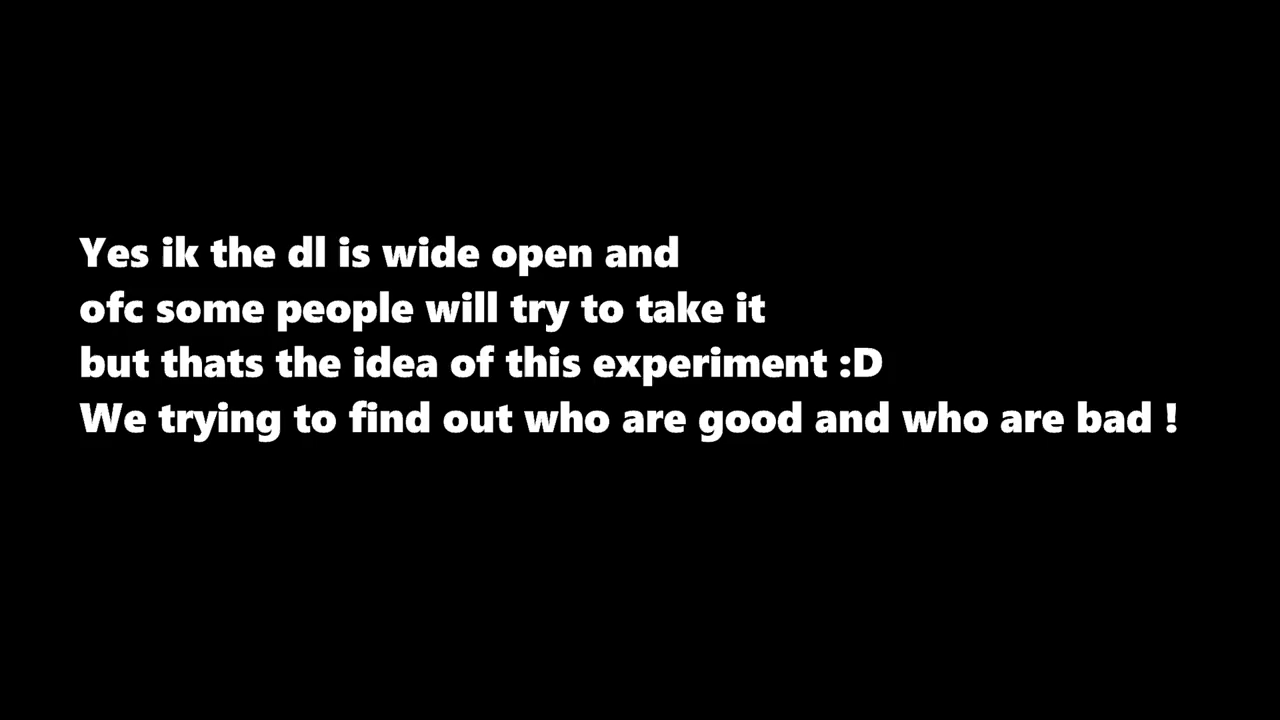 Yes ik the dl is wide open and
ofc some people will try to take it
but thats the idea of this experiment :D
We trying to find out who are good and who are bad !